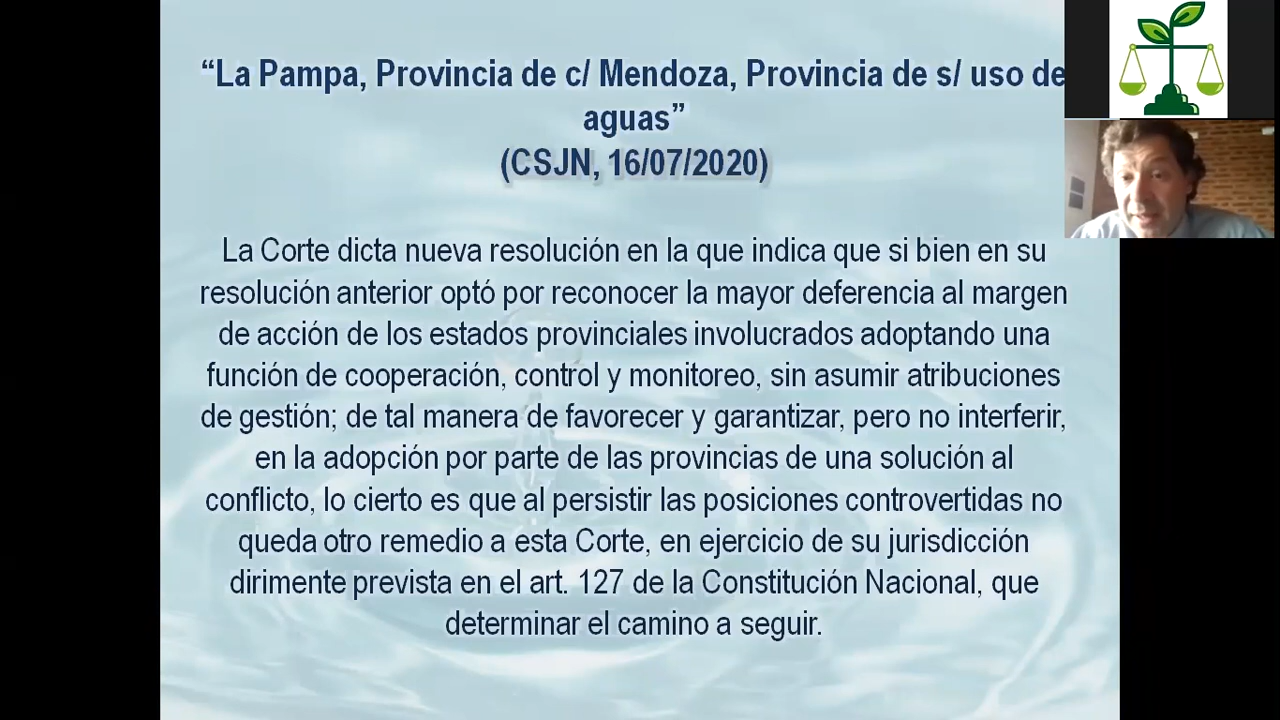 “La Pampa, Provincia de c/ Mendoza, Provincia de s/ uso de
aguas”
(CSJN, 16/07/2020)
La Corte dicta nueva resolución en la que indica que si bien en su
resolución anterior optó por reconocer la mayor deferencia al margen
de acción de los estados provinciales involucrados adoptando una
función de cooperación, control y monitoreo, sin asumir atribuciones
de gestión; de tal manera de favorecer y garantizar, pero no interferir,
en la adopción por parte de las provincias de una solución al
conflicto, lo cierto es que al persistir las posiciones controvertidas no
queda otro remedio a esta Corte, en ejercicio de su jurisdicción
dirimente prevista en el art. 127 de la Constitución Nacional, que
determinar el camino a seguir.